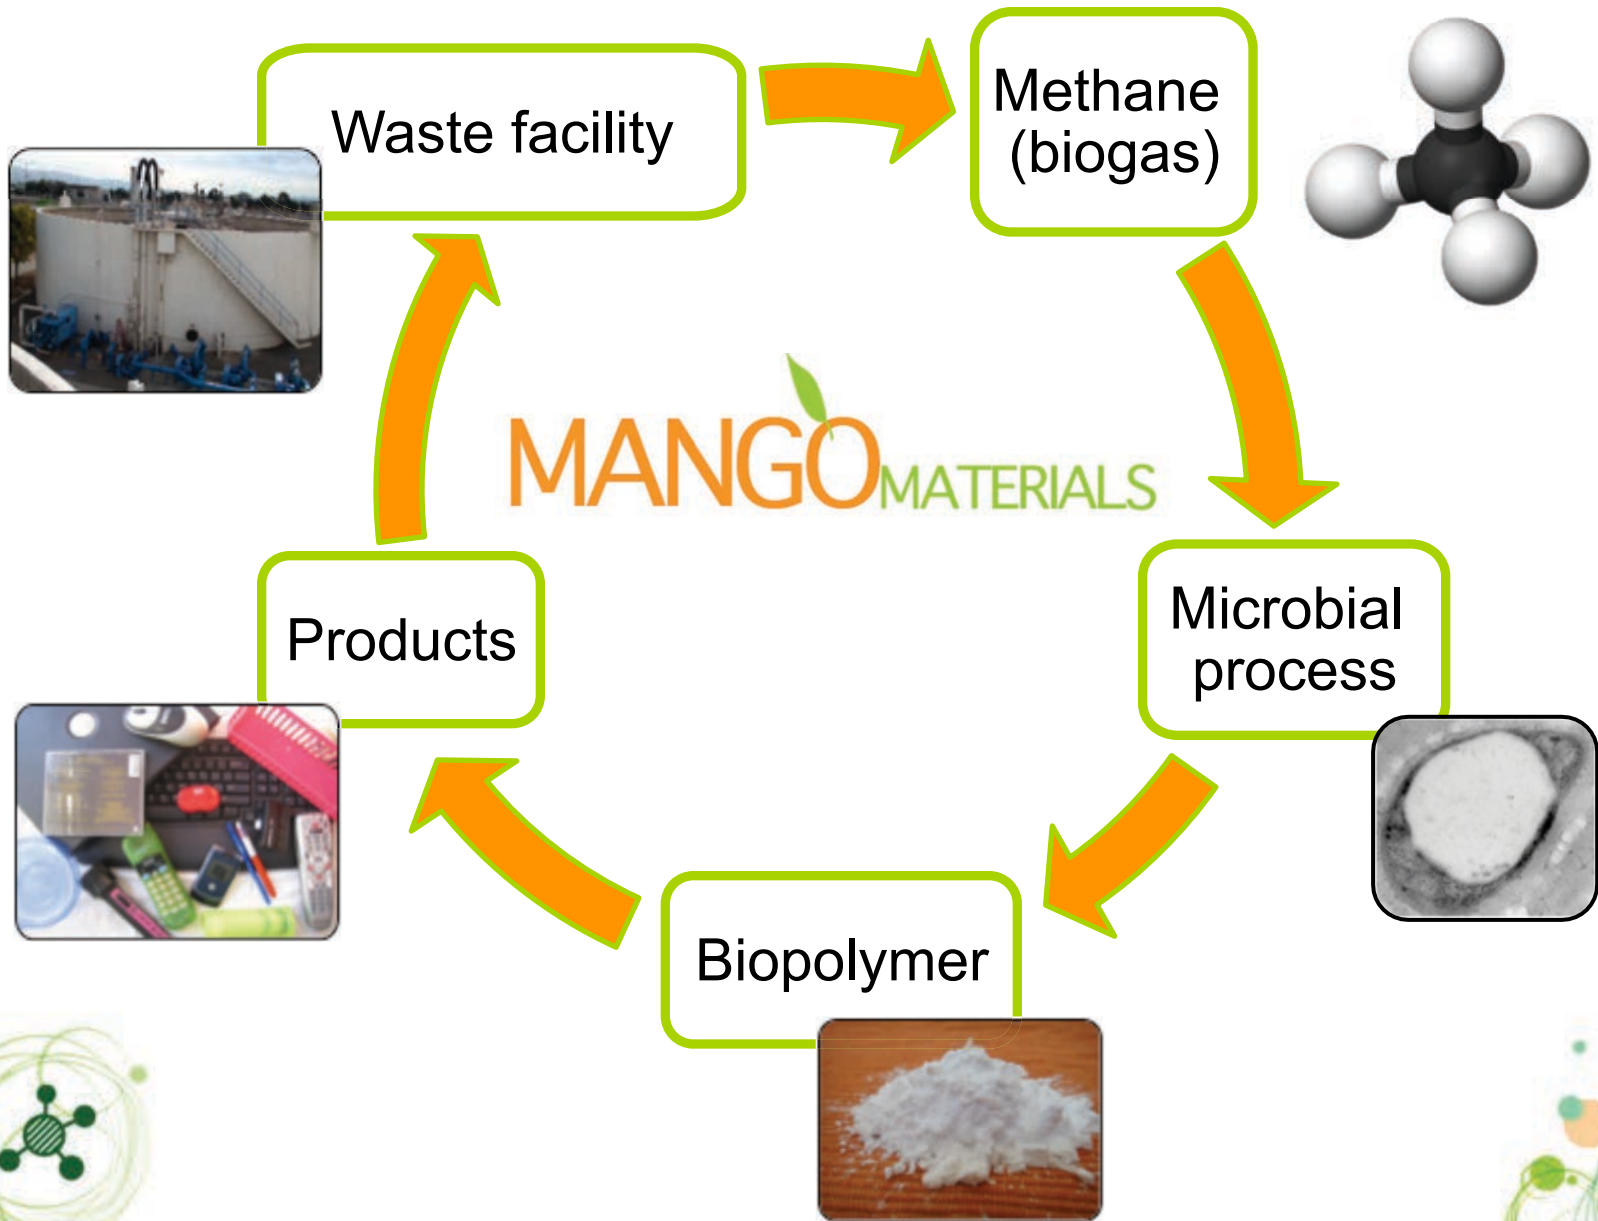 Waste facility
Methane
(biogas)
MANGO MATERIALS
Products
Microbial
process
Biopolymer